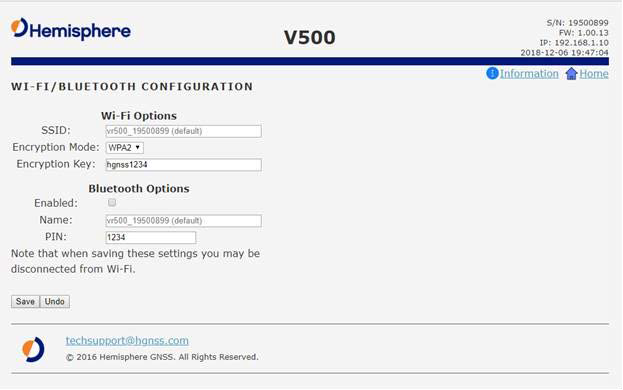 Hemisphere
V500
S/N: 19500899
FW: 1.00.13
IP: 192.168.1.10
2018-12-06 19:47:04
Information Home
WI-FI/BLUETOOTH CONFIGURATION
Wi-Fi Options
SSID: vr500_19500899 (default)
Encryption Mode: WPA2
Encryption Key: hgnss1234
Bluetooth Options
Enabled:
Name: vr500_19500899 (default)
PIN: 1234
Note that when saving these settings you may be
disconnected from Wi-Fi.
Save Undo
techsupport@hgnss.com
© 2016 Hemisphere GNSS. All Rights Reserved.